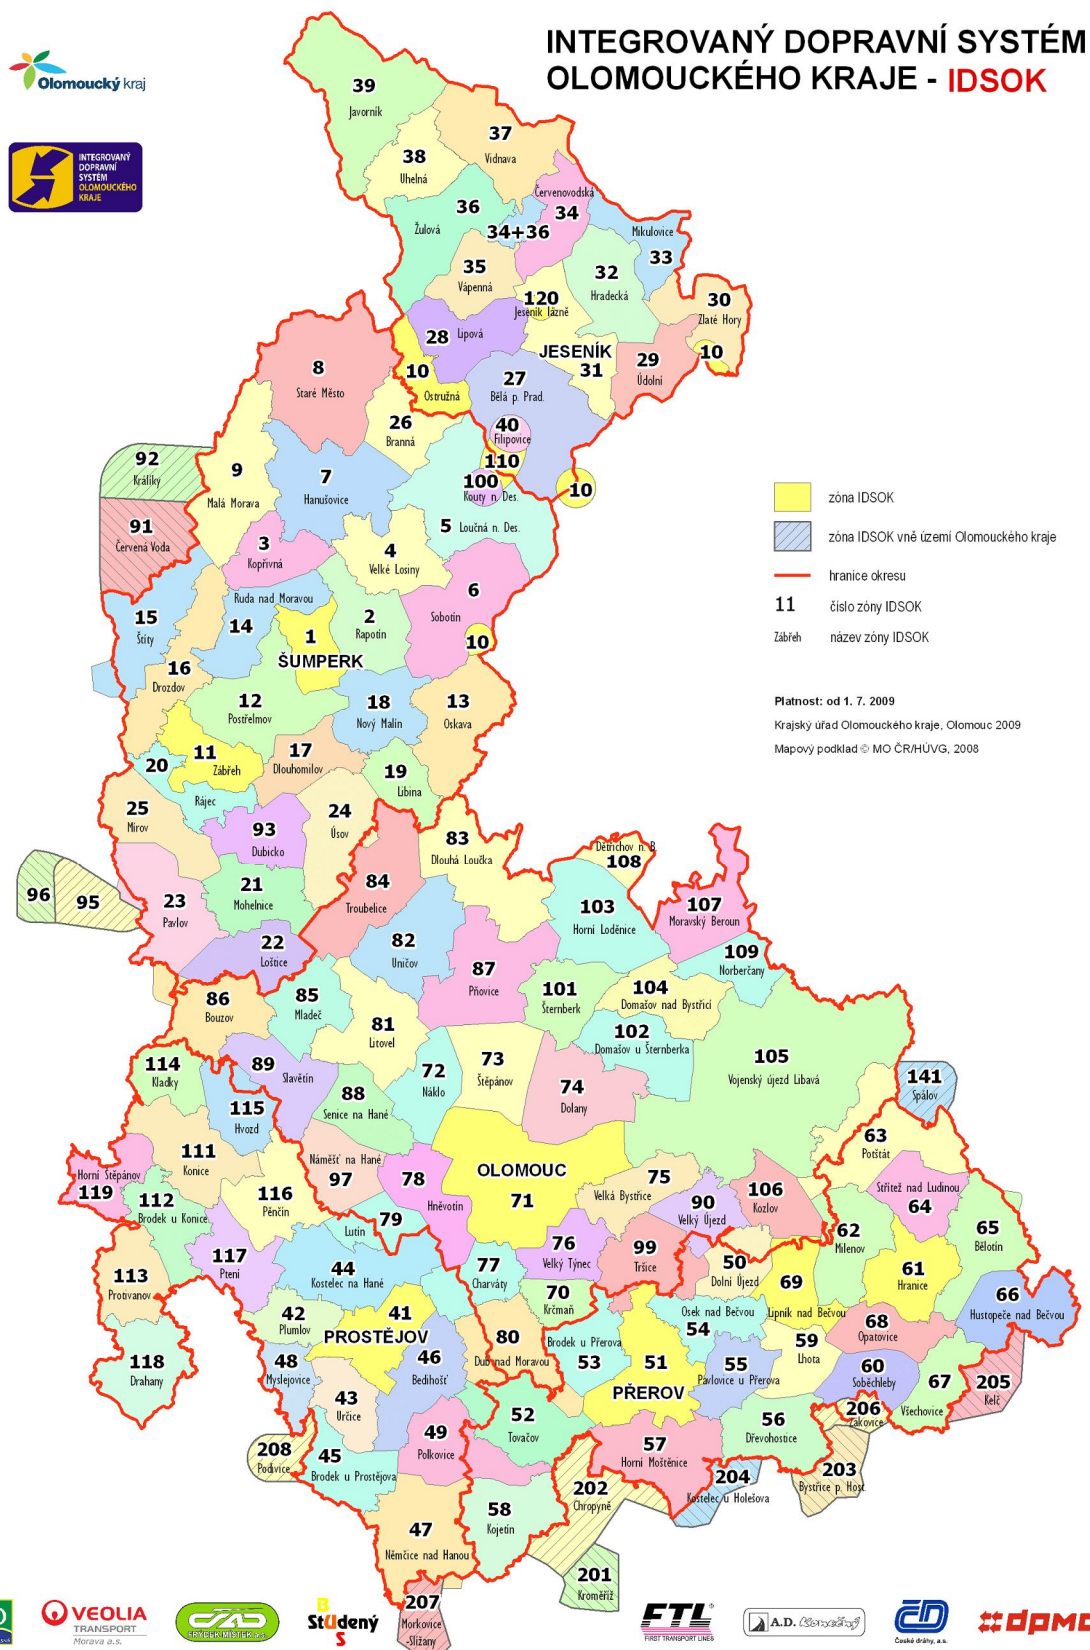 INTEGROVANÝ DOPRAVNÍ SYSTÉM
OLOMOUCKÉHO KRAJE - IDSOK
Olomoucký kraj
INTEGROVANÝ
DOPRAVNÍ
SYSTÉM
OLOMOUCKÉHO
KRAJE
39
Javorník
37
Vidnava
38
Uhelná
Červenovodská
34
36
Žulová
34+36
Mikulovice
33
35
Vápenná
32
Hradecká
120
Jeseník lázně
30
Zlaté Hory
10
28 Lipová
JESENÍK
31
29
Údolní
8
Staré Město
10
Ostružná
27
Bělá p. Prad.
26
Branná
40
Filipovice
110
100
Kouty n. Des.
10
92
Králíky
9
Malá Morava
7
Hanušovice
91
Červená Voda
5 Loučná n. Des.
3
Kopřivná
4
Velké Losiny
6
Sobotín
10
Ruda nad Moravou
14
15
Štíty
2
Rapotín
1
ŠUMPERK
16
Drozdov
12
Postřelmov
18
Nový Malín
13
Oskava
11
Zábřeh
17
Dlouhomilov
20
Rájec
19
Libina
25
Mírov
93
Dubicko
24
Úsov
83
Dlouhá Loučka
Dětřichov n. B.
108
96
95
23
Pavlov
21
Mohelnice
84
Troubelice
103
Horní Loděnice
107
Moravský Beroun
22
Loštice
82
Uničov
87
Pňovice
109
Norberčany
86
Bouzov
85
Mladeč
81
Litovel
101
Šternberk
104
Domašov nad Bystřicí
102
Domašov u Šternberka
105
Vojenský újezd Libavá
114
Kladky
89
Slavětín
72
Náklo
73
Štěpánov
74
Dolany
141
Spálov
115
Hvozd
88
Senice na Hané
111
Konice
Náměšť na Hané
97
78
Hněvotín
OLOMOUC
71
63
Potštát
Horní Štěpánov
119
112
Brodek u Konice
116
Pěnčín
79
Lutín
75
Velká Bystřice
90
Velký Újezd
106
Kozlov
Střítež nad Ludinou
64
62
Milenov
65
Bělotín
117
Ptení
44
Kostelec na Hané
77
Charváty
76
Velký Týnec
99
Tršice
50
Dolní Újezd
69
Lipník nad Bečvou
61
Hranice
113
Protivanov
66
Hustopeče nad Bečvou
42
Plumlov
41
PROSTĚJOV
70
Krčmaň
Osek nad Bečvou
54
68
Opatovice
118
Drahany
48
Myslejovice
46
Bedihošť
80
Dub nad Moravou
Brodek u Přerova
53
51
PŘEROV
55
Pavlovice u Přerova
59
Lhota
60
Soběchleby
67
Všechovice
205
Kelč
43
Určice
52
Tovačov
56
Dřevohostice
206
Žákovice
208
Podivice
45
Brodek u Prostějova
49
Polkovice
57
Horní Moštěnice
204
Kostelec u Holešova
203
Bystřice p. Host.
202
Chropyně
58
Kojetín
47
Němčice nad Hanou
201
Kroměříž
207
Morkovice
-Slížany
zóna IDSOK
zóna IDSOK vně území Olomouckého kraje
hranice okresu
11 číslo zóny IDSOK
Zábřeh název zóny IDSOK
Platnost: od 1. 7. 2009
Krajský úřad Olomouckého kraje, Olomouc 2009
Mapový podklad © MO ČR/HÚVG, 2008
VEOLIA
TRANSPORT
Morava a.s.
ČSAD
FRÝDEK-MÍSTEK a.s.
B
Studený
S
FTL
FIRST TRANSPORT LINES
A.D. Konečný
ČD
České dráhy, a.s.